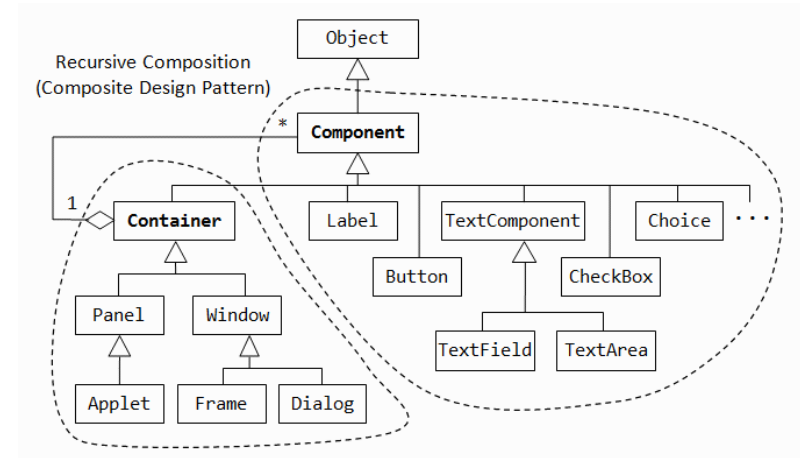 Object
Recursive Composition
(Composite Design Pattern)
*
Component
1
Container
Label
TextComponent
Choice
...
Button
CheckBox
Panel
Window
TextField
TextArea
Applet
Frame
Dialog